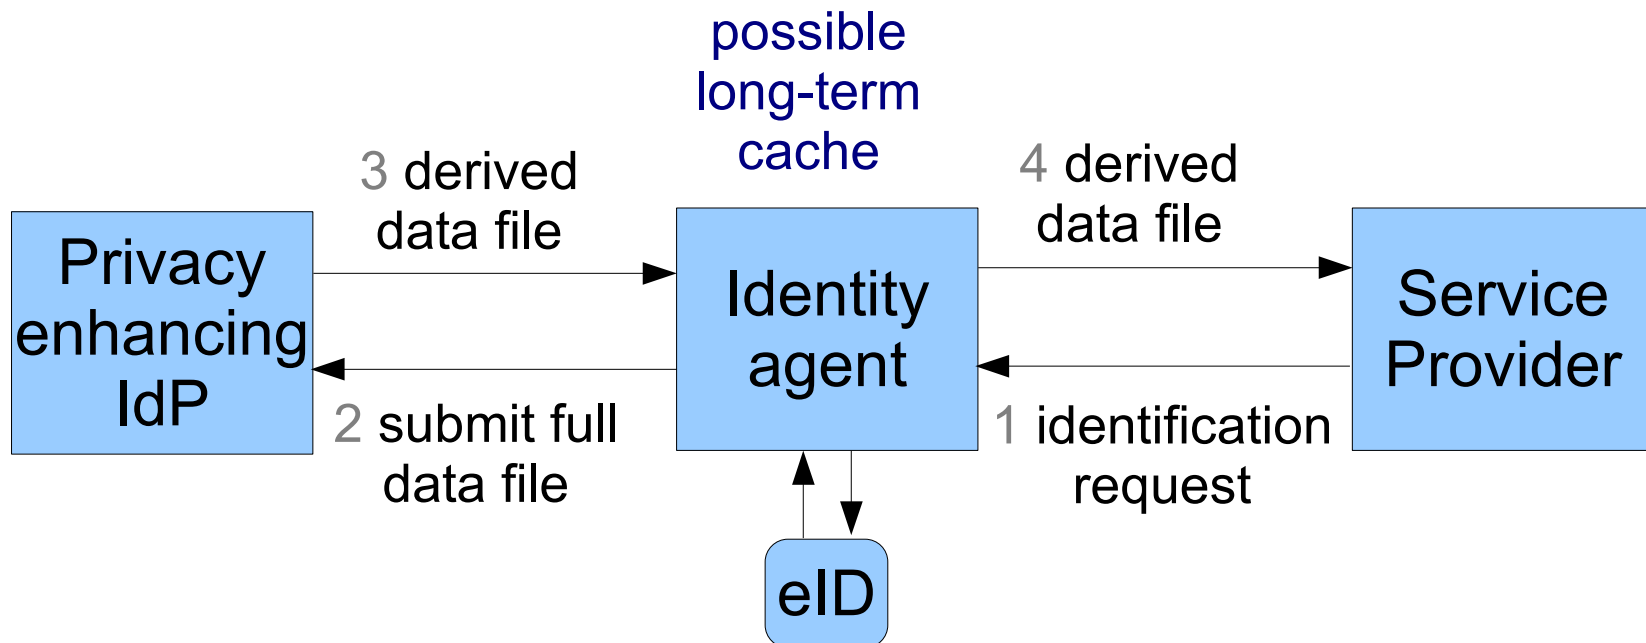 possible
long-term
cache
3 derived
data file
4 derived
data file
Privacy
enhancing
IdP
Identity
agent
Service
Provider
2 submit full
data file
1 identification
request
eID